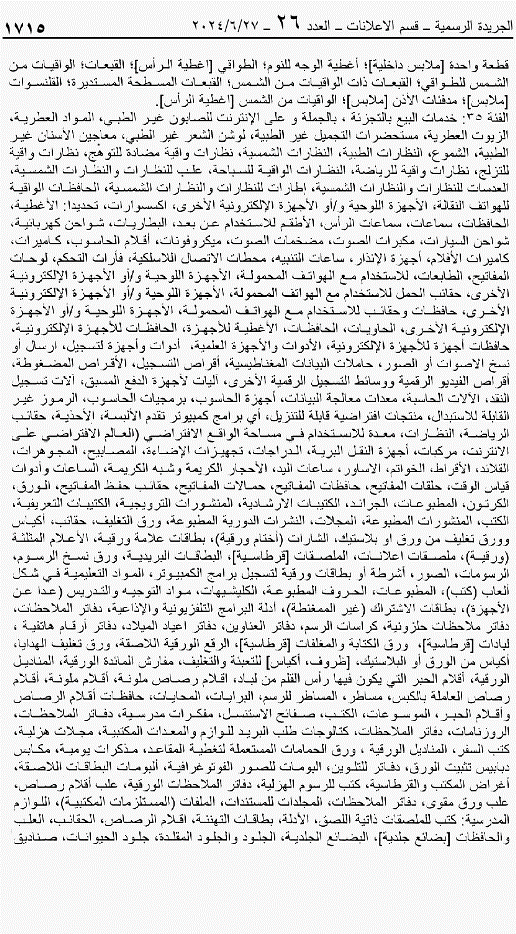 الجريدة الرسمية ــ قسم الاعلانات ــ العدد ٢٦ ــ ٢٠٢٤/٦/٢٧ ١٧١٥
قطعة واحدة [ملابس داخلية]؛ أغطية الوجه للنوم؛ الطواقي [اغطية الرأس]؛ القبعات؛ الواقيات من
الشمس للطواقي؛ القبعات ذات الواقيات من الشمس؛ القبعات المسطحة المستديرة؛ القلنسوات
[ملابس]؛ مدفئات الأذن [ملابس]؛ الواقيات من الشمس [اغطية الرأس].
الفئة ٣٥: خدمات البيع بالتجزئة ، بالجملة و على الإنترنت للصابون غير الطبي، المواد العطرية،
الزيوت العطرية، مستحضرات التجميل غير الطبية، لوشن الشعر غير الطبي، معاجين الأسنان غير
الطبية، الشموع، النظارات الطبية، النظارات الشمسية، نظارات واقية مضادة للتوهّج، نظارات واقية
للتزلج، نظارات واقية للرياضة، النظارات الواقية للسباحة، علب للنظارات والنظارات الشمسية،
العدسات للنظارات والنظارات الشمسية، إطارات للنظارات والنظارات الشمسية، الحافظات الواقية
للهواتف النقالة، الأجهزة اللوحية و/أو الأجهزة الإلكترونية الأخرى، اكسسوارات، تحديدا: الأغطية،
الحافظات، سماعات، سماعات الرأس، الأطقم للاستخدام عن بعد، البطاريات، شواحن كهربائية،
شواحن السيارات، مكبرات الصوت، مضخمات الصوت، ميكروفونات، أقلام الحاسوب، كاميرات،
كاميرات الأفلام، أجهزة الإنذار، ساعات التنبيه، محطات الاتصال اللاسلكية، فأرات التحكم، لوحات
المفاتيح، الطابعات، للاستخدام مع الهواتف المحمولة، الأجهزة اللوحية و/أو الأجهزة الإلكترونية
الأخرى، حقائب الحمل للاستخدام مع الهواتف المحمولة، الأجهزة اللوحية و/أو الأجهزة الإلكترونية
الأخرى، حافظات وحقائب للاستخدام مع الهواتف المحمولة، الأجهزة اللوحية و/أو الأجهزة
الإلكترونية الأخرى، الحاويات، الحافظات، الأغطية للأجهزة، الحافظات للأجهزة الإلكترونية،
حافظات أجهزة للأجهزة الإلكترونية، الأدوات والأجهزة العلمية، أدوات وأجهزة لتسجيل، ارسال أو
نسخ الاصوات أو الصور، حاملات البيانات المغناطيسية، أقراص التسجيل، الأقراص المضغوطة،
أقراص الفيديو الرقمية ووسائط التسجيل الرقمية الأخرى، آليات لأجهزة الدفع المسبق، آلات تسجيل
النقد، الآلات الحاسبة، معدات معالجة البيانات، أجهزة الحاسوب، برمجيات الحاسوب، الرموز غير
القابلة للاستبدال، منتجات افتراضية قابلة للتنزيل، أي برامج كمبيوتر تقدم الألبسة، الأحذية، حقائب
الرياضة، النظارات، معدة للاستخدام في مساحة الواقع الافتراضي (العالم الافتراضي على
الانترنت، مركبات، أجهزة النقل البرية، الدراجات، تجهيزات الإضاءة، المصابيح، المجوهرات،
القلائد، الأقراط، الخواتم، الاساور، ساعات اليد، الأحجار الكريمة وشبه الكريمة، الساعات وأدوات
قياس الوقت، حلقات المفاتيح، حافظات المفاتيح، حمالات المفاتيح، حقائب حفظ المفاتيح، الورق،
الكرتون، المطبوعات، الجرائد، الكتيبات الارشادية، المنشورات الترويجية، الكتيبات التعريفية،
الكتب، المنشورات المطبوعة، المجلات، النشرات الدورية المطبوعة، ورق التغليف، حقائب، أكياس
وورق تغليف من ورق او بلاستيك، الشارات (أختام ورقية)، بطاقات علامة ورقية، الأعلام المثلثة
(ورقية)، ملصقات اعلانات، الملصقات [قرطاسية]، البطاقات البريدية، ورق نسخ الرسوم،
الرسومات، الصور، أشرطة أو بطاقات ورقية لتسجيل برامج الكمبيوتر، المواد التعليمية في شكل
ألعاب (كتب)، المطبوعات، الحروف المطبوعة، الكليشيهات، مواد التوجيه و التدريس (عدا عن
الأجهزة)، بطاقات الاشتراك (غير الممغنطة)، أدلة البرامج التلفزيونية والإذاعية، دفاتر الملاحظات،
دفاتر ملاحظات حلزونية، كراسات الرسم، دفاتر العناوين، دفاتر اعياد الميلاد، دفاتر أرقام هاتفية ،
لبادات [قرطاسية]، ورق الكتابة والمغلفات [قرطاسية]، الرقع الورقية اللاصقة، ورق تغليف الهدايا،
أكياس من الورق أو البلاستيك، [ظروف، أكياس] للتعبئة والتغليف، مفارش المائدة الورقية، المناديل
الورقية، أقلام الحبر التي يكون فيها رأس القلم من لباد، اقلام رصاص ملونة، أقلام ملونة، أقلام
رصاص العاملة بالكبس، مساطر، المساطر للرسم، البرايات، المحايات، حافظات أقلام الرصاص
وأقلام الحبر، الموسوعات، الكتب، صفائح الاستنسل، مفكرات مدرسية، دفاتر الملاحظات،
الروزنامات، دفاتر الملاحظات، كتالوجات طلب البريد للوازم والمعدات المكتبية، مجلات هزلية،
كتب السفر، المناديل الورقية ، ورق الحمامات المستعملة لتغطية المقاعد، مذكرات يومية، مكابس
دبابيس تثبيت الورق، دفاتر للتلوين، البومات للصور الفوتوغرافية، ألبومات البطاقات اللاصقة،
أغراض المكتب والقرطاسية، كتب للرسوم الهزلية، دفاتر الملاحظات الورقية، علب أقلام رصاص،
علب ورق مقوى، دفاتر الملاحظات، المجلدات للمستندات، الملفات (المستلزمات المكتبية)، اللوازم
المدرسية: كتب للملصقات ذاتية اللصق، الأدلة، بطاقات التهنئة، اقلام الرصاص، الحقائب، العلب
والحافظات [بضائع جلدية]، البضائع الجلدية، الجلود والجلود المقلدة، جلود الحيوانات، صناديق